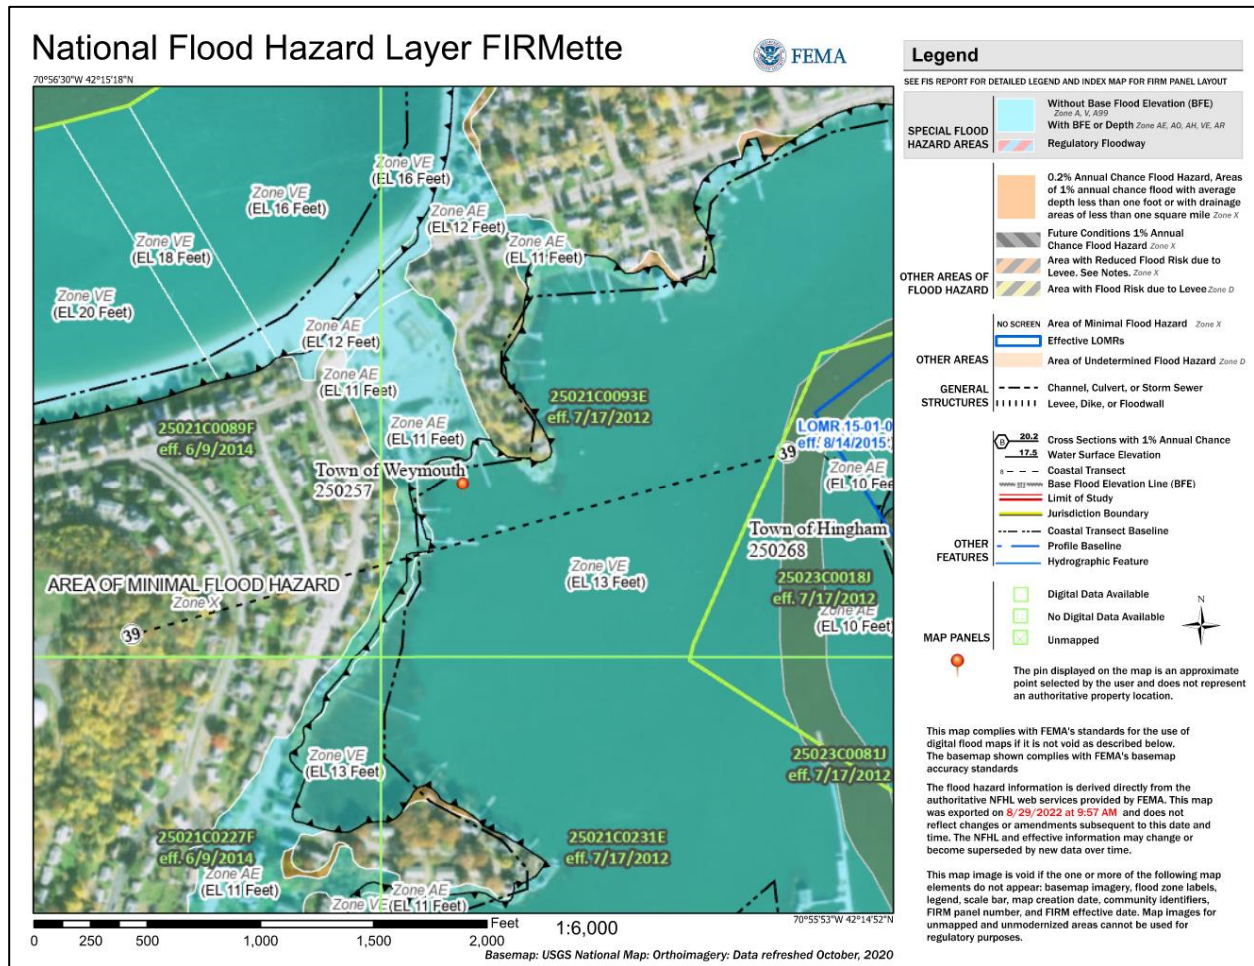 National Flood Hazard Layer FIRMette
FEMA
70°56'30"W 42°15'18"N
Zone VE
(EL 16 Feet)
Zone VE
(EL 16 Feet)
Zone AE
(EL 12 Feet)
Zone VE
(EL 18 Feet)
Zone AE
(EL 11 Feet)
Zone VE
(EL 20 Feet)
Zone AE
(EL 12 Feet)
Zone AE
(EL 11 Feet)
25021C0093E
eff. 7/17/2012
25021C0089F
eff. 6/9/2014
Zone AE
(EL 11 Feet)
LOMR 15-01-0
eff. 8/14/2015
39
Zone AE
(EL 10 Fee
Town of Weymouth
250257
Town of Hingham
250268
Zone VE
(EL 13 Feet)
AREA OF MINIMAL FLOOD HAZARD
Zone X
25023C0018J
eff. 7/17/2012
Zone AE
(EL 10 Feet
39
Zone VE
(EL 13 Feet)
25023C0081J
eff. 7/17/2012
25021C0227F
eff. 6/9/2014
25021C0231E
eff. 7/17/2012
Zone AE
(EL 11 Feet)
Zone AE
(EL 11 Feet)
Zone VE
70°55'53"W 42°14'52"N
Feet
1:6,000
0 250 500 1,000 1,500 2,000
Basemap: USGS National Map: Orthoimagery: Data refreshed October, 2020
Legend
SEE FIS REPORT FOR DETAILED LEGEND AND INDEX MAP FOR FIRM PANEL LAYOUT
SPECIAL FLOOD
HAZARD AREAS
Without Base Flood Elevation (BFE)
Zone A, V, A99
With BFE or Depth Zone AE, AO, AH, VE, AR
Regulatory Floodway
OTHER AREAS OF
FLOOD HAZARD
0.2% Annual Chance Flood Hazard, Areas
of 1% annual chance flood with average
depth less than one foot or with drainage
areas of less than one square mile Zone X
Future Conditions 1% Annual
Chance Flood Hazard Zone X
Area with Reduced Flood Risk due to
Levee. See Notes. Zone X
Area with Flood Risk due to Levee Zone D
OTHER AREAS
NO SCREEN Area of Minimal Flood Hazard Zone X
Effective LOMRs
Area of Undetermined Flood Hazard Zone D
GENERAL
STRUCTURES
Channel, Culvert, or Storm Sewer
Levee, Dike, or Floodwall
OTHER
FEATURES
B 20.2 Cross Sections with 1% Annual Chance
17.5 Water Surface Elevation
8 Coastal Transect
513 Base Flood Elevation Line (BFE)
Limit of Study
Jurisdiction Boundary
Coastal Transect Baseline
Profile Baseline
Hydrographic Feature
MAP PANELS
Digital Data Available
No Digital Data Available
Unmapped
N
The pin displayed on the map is an approximate
point selected by the user and does not represent
an authoritative property location.
This map complies with FEMA's standards for the use of
digital flood maps if it is not void as described below.
The basemap shown complies with FEMA's basemap
accuracy standards
The flood hazard information is derived directly from the
authoritative NFHL web services provided by FEMA. This map
was exported on 8/29/2022 at 9:57 AM and does not
reflect changes or amendments subsequent to this date and
time. The NFHL and effective information may change or
become superseded by new data over time.
This map image is void if the one or more of the following map
elements do not appear: basemap imagery, flood zone labels,
legend, scale bar, map creation date, community identifiers,
FIRM panel number, and FIRM effective date. Map images for
unmapped and unmodernized areas cannot be used for
regulatory purposes.